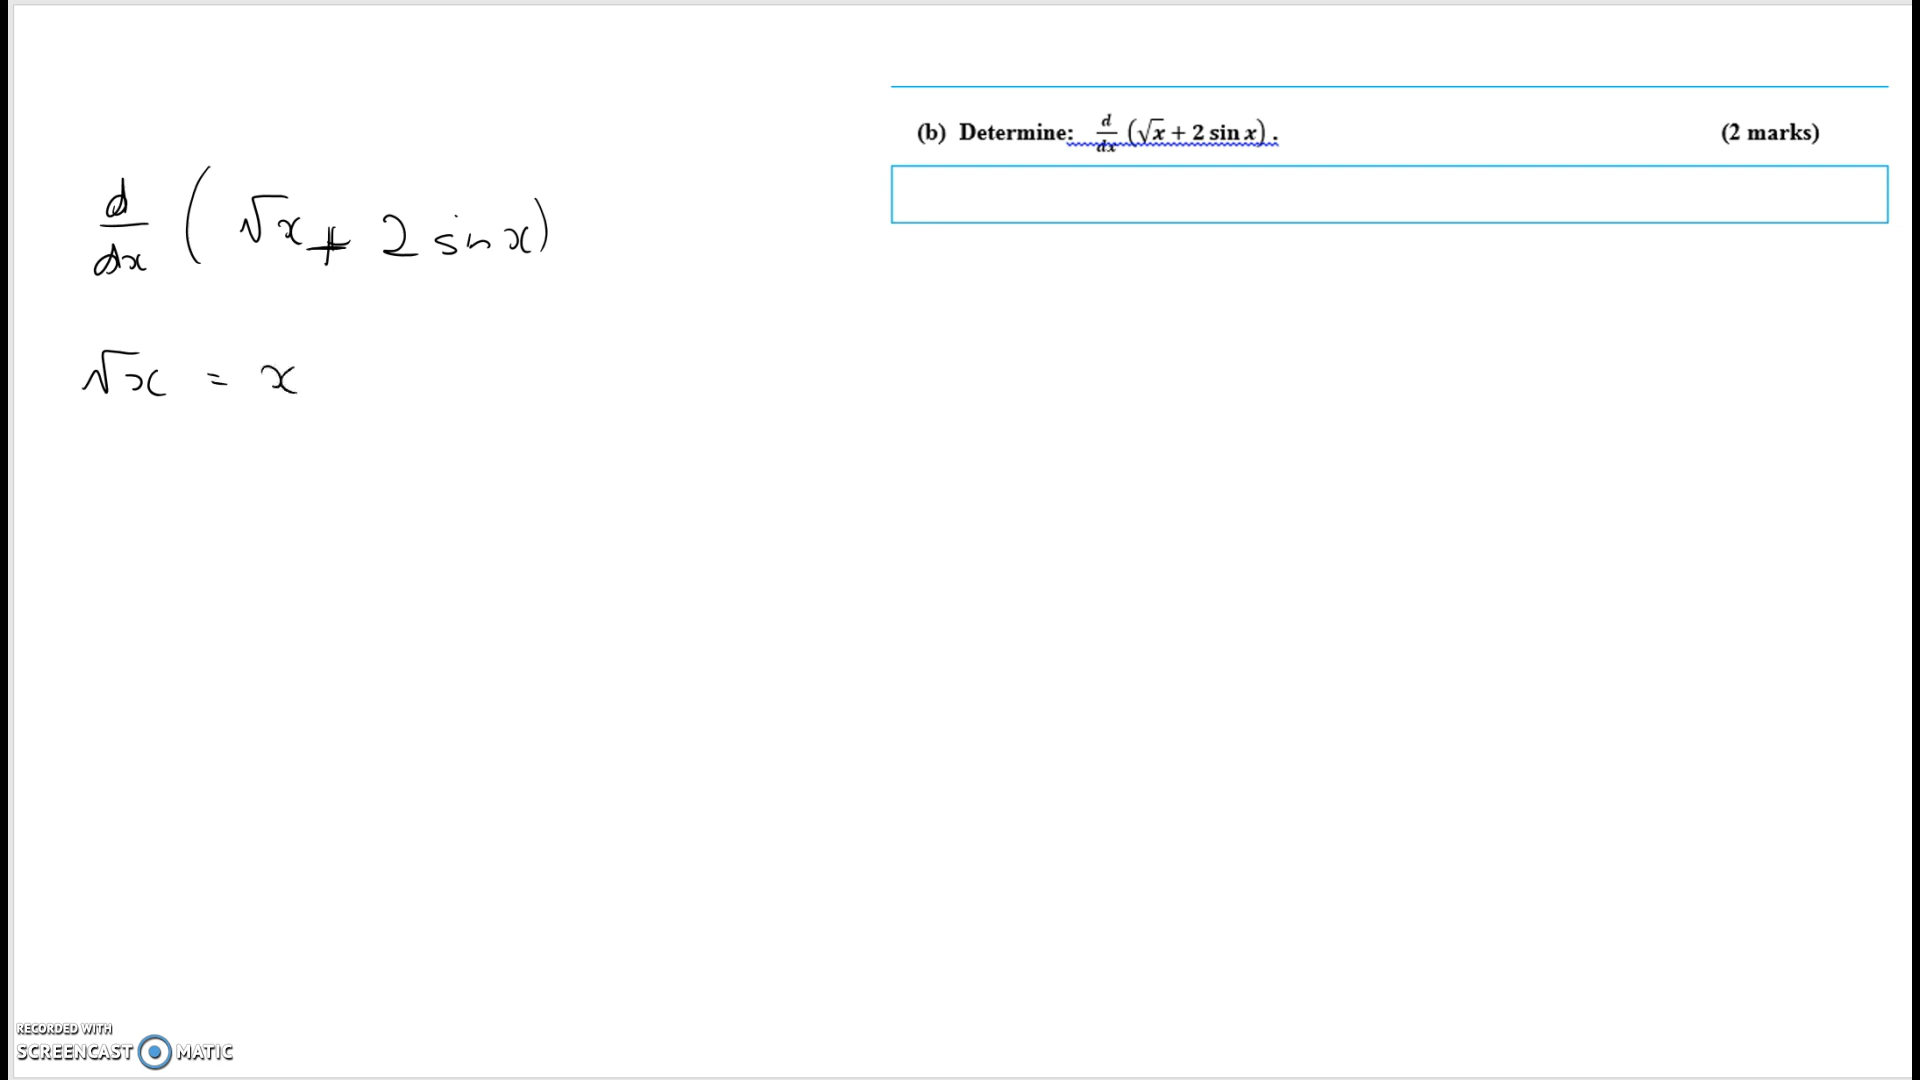 (b) Determine: d/dx (√x + 2 sin x). (2 marks)
d/dx (√x + 2 sin x)
√x = x
RECORDED WITH
SCREENCAST MATIC